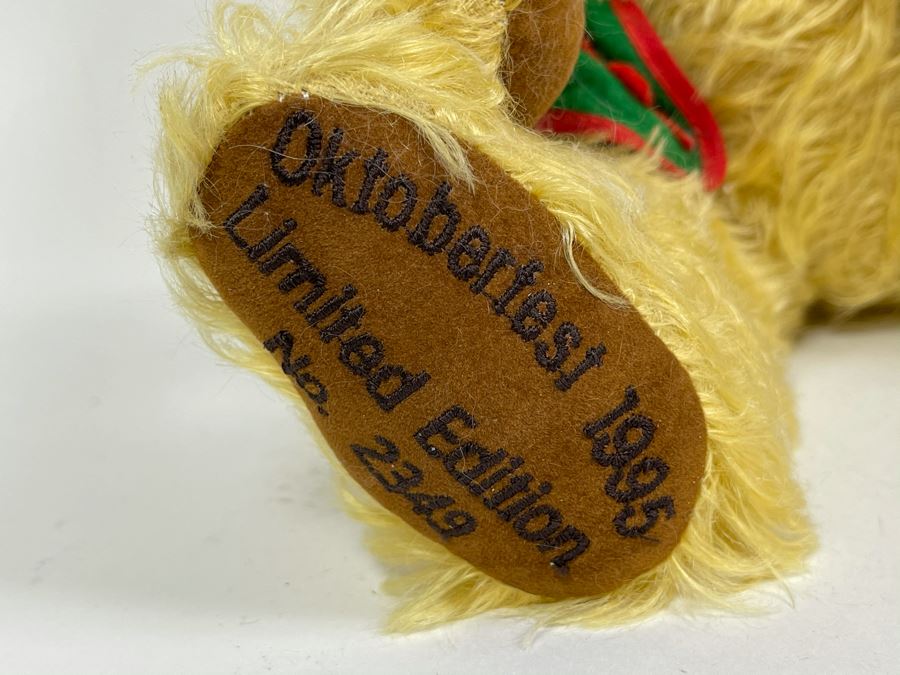 Oktoberfest 1995
Limited Edition
No. 2349